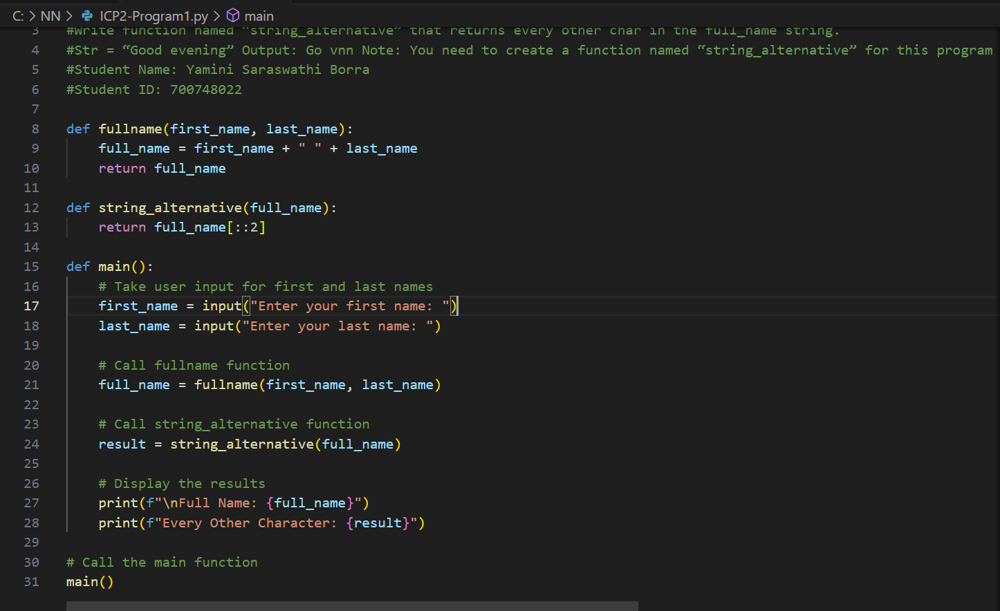 C: > NN > ICP2-Program1.py > main
3 #Write function named “string_alternative” that returns every other char in the full_name string.
4 #Str = “Good evening” Output: Go vnn Note: You need to create a function named “string_alternative” for this program
5 #Student Name: Yamini Saraswathi Borra
6 #Student ID: 700748022
7
8 def fullname(first_name, last_name):
9     full_name = first_name + " " + last_name
10     return full_name
11
12 def string_alternative(full_name):
13     return full_name[::2]
14
15 def main():
16     # Take user input for first and last names
17     first_name = input("Enter your first name: ")
18     last_name = input("Enter your last name: ")
19
20     # Call fullname function
21     full_name = fullname(first_name, last_name)
22
23     # Call string_alternative function
24     result = string_alternative(full_name)
25
26     # Display the results
27     print(f"\nFull Name: {full_name}")
28     print(f"Every Other Character: {result}")
29
30 # Call the main function
31 main()